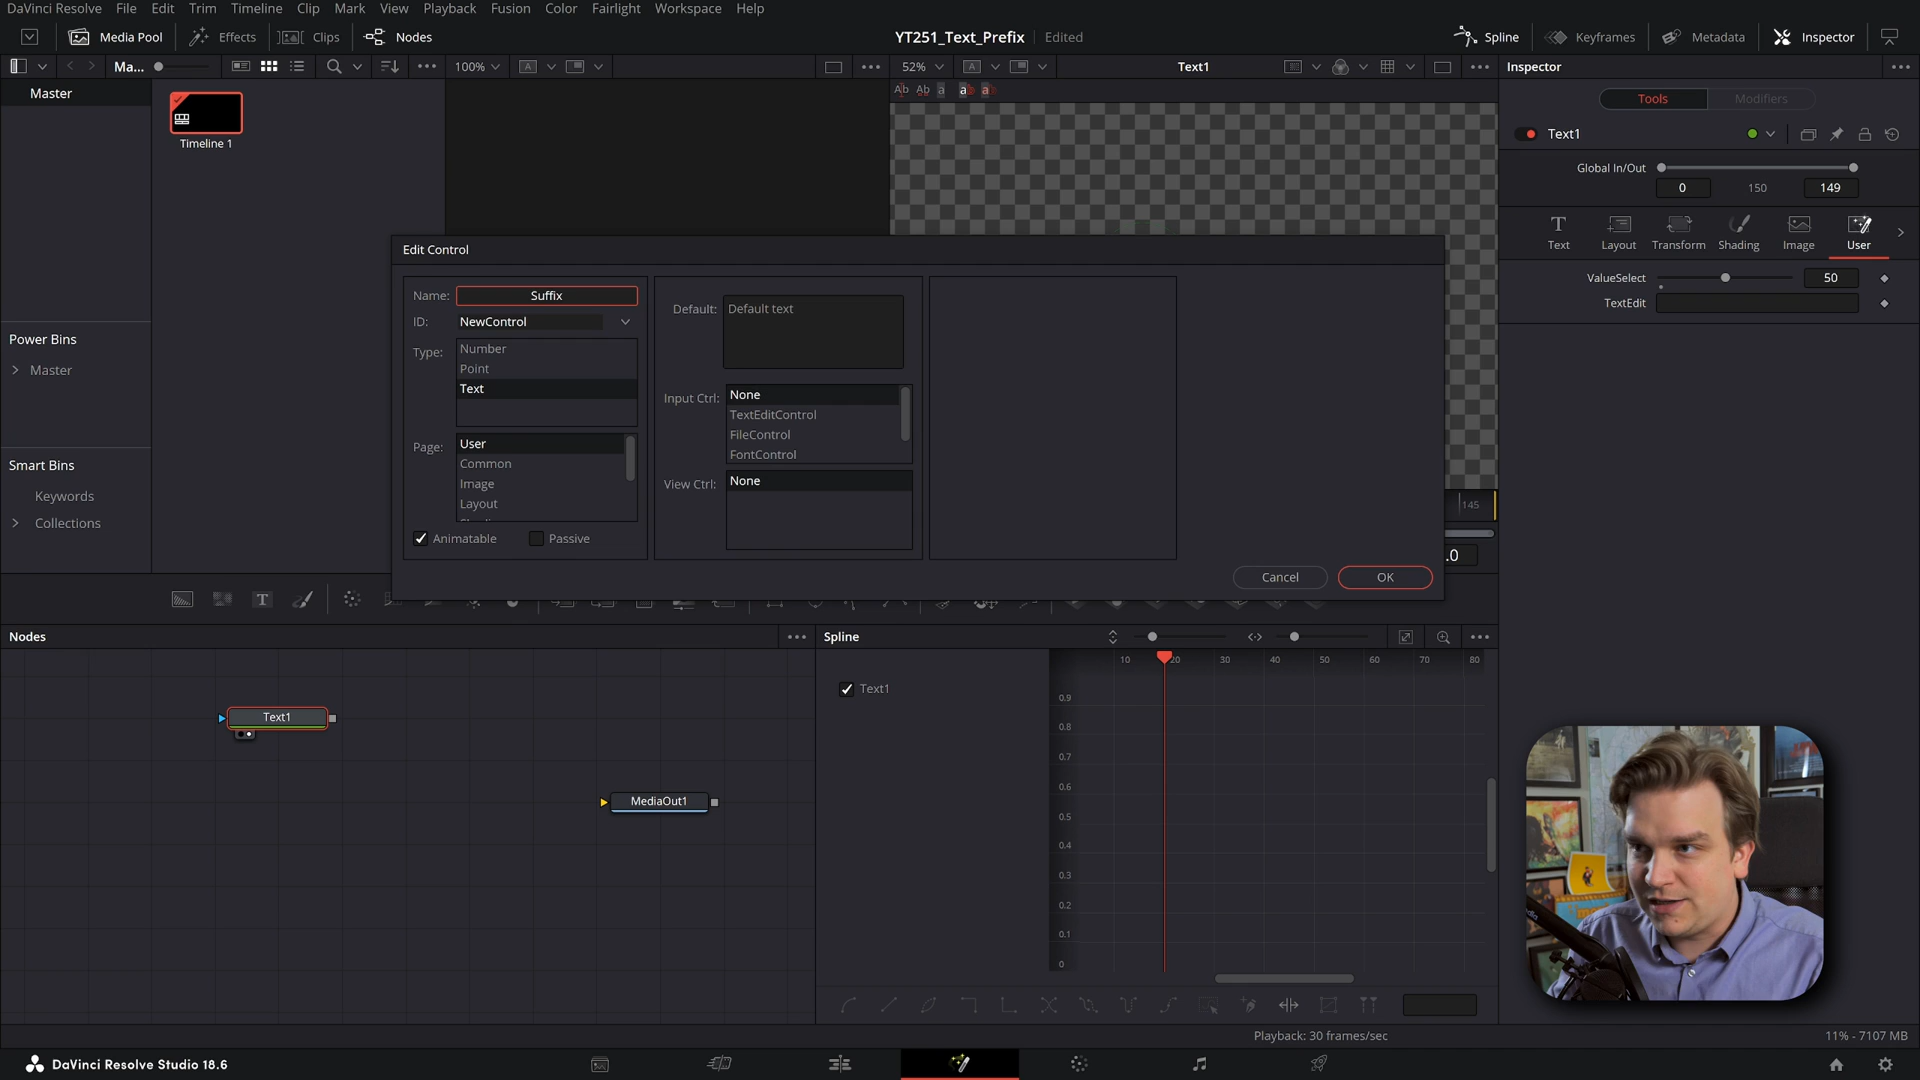 DaVinci Resolve File Edit Trim Timeline Clip Mark View Playback Fusion Color Fairlight Workspace Help
Media Pool Effects Clips Nodes
YT251_Text_Prefix Edited
Spline Keyframes Metadata Inspector
Ma...
100%
52%
Text1
Inspector
Master
Timeline 1
Ab Ab a a a
Tools Modifiers
Text1
Global In/Out
0 150 149
Text Layout Transform Shading Image User
ValueSelect 50
TextEdit
Edit Control
Name: Suffix
ID: NewControl
Type: Number
Point
Text
Page: User
Common
Image
Layout
Animatable Passive
Default: Default text
Input Ctrl: None
TextEditControl
FileControl
FontControl
View Ctrl: None
Cancel OK
145
.0
Power Bins
Master
Smart Bins
Keywords
Collections
Nodes
Text1
MediaOut1
Spline
Text1
10 20 30 40 50 60 70 80
0.9
0.8
0.7
0.6
0.5
0.4
0.3
0.2
0.1
0
Playback: 30 frames/sec
11% - 7107 MB
DaVinci Resolve Studio 18.6